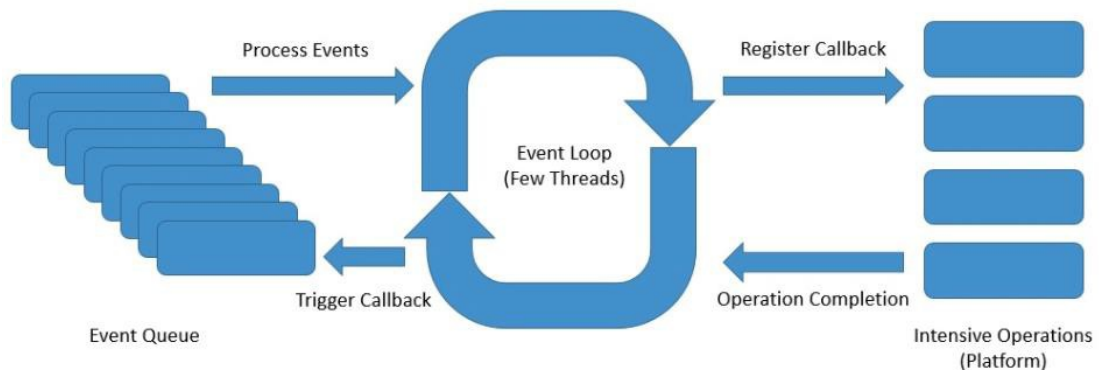 Process Events
Register Callback
Event Loop
(Few Threads)
Trigger Callback
Operation Completion
Event Queue
Intensive Operations
(Platform)